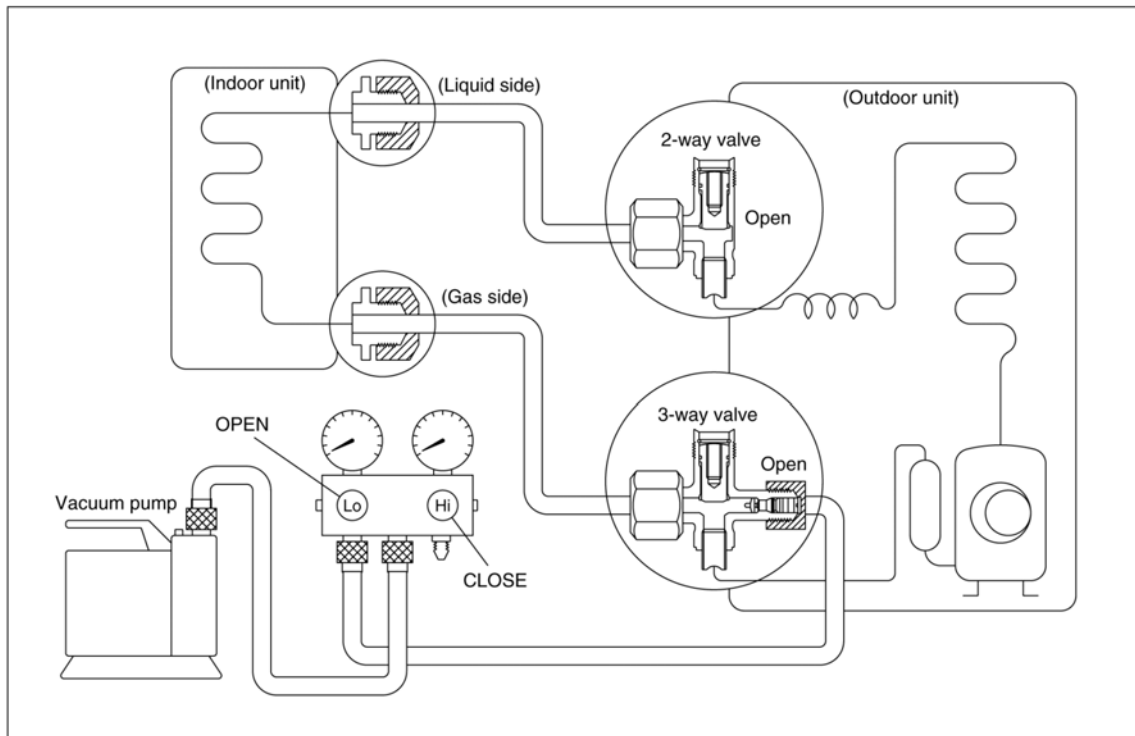 (Indoor unit)
(Liquid side)
(Outdoor unit)
2-way valve
Open
(Gas side)
3-way valve
Open
OPEN
Vacuum pump
Lo
Hi
CLOSE